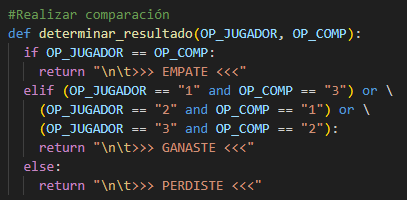 #Realizar comparación
def determinar_resultado(OP_JUGADOR, OP_COMP):
  if OP_JUGADOR == OP_COMP:
    return "\n\t>>> EMPATE <<<"
  elif (OP_JUGADOR == "1" and OP_COMP == "3") or \
    (OP_JUGADOR == "2" and OP_COMP == "1") or \
    (OP_JUGADOR == "3" and OP_COMP == "2"):
    return "\n\t>>> GANASTE <<<"
  else:
    return "\n\t>>> PERDISTE <<<"